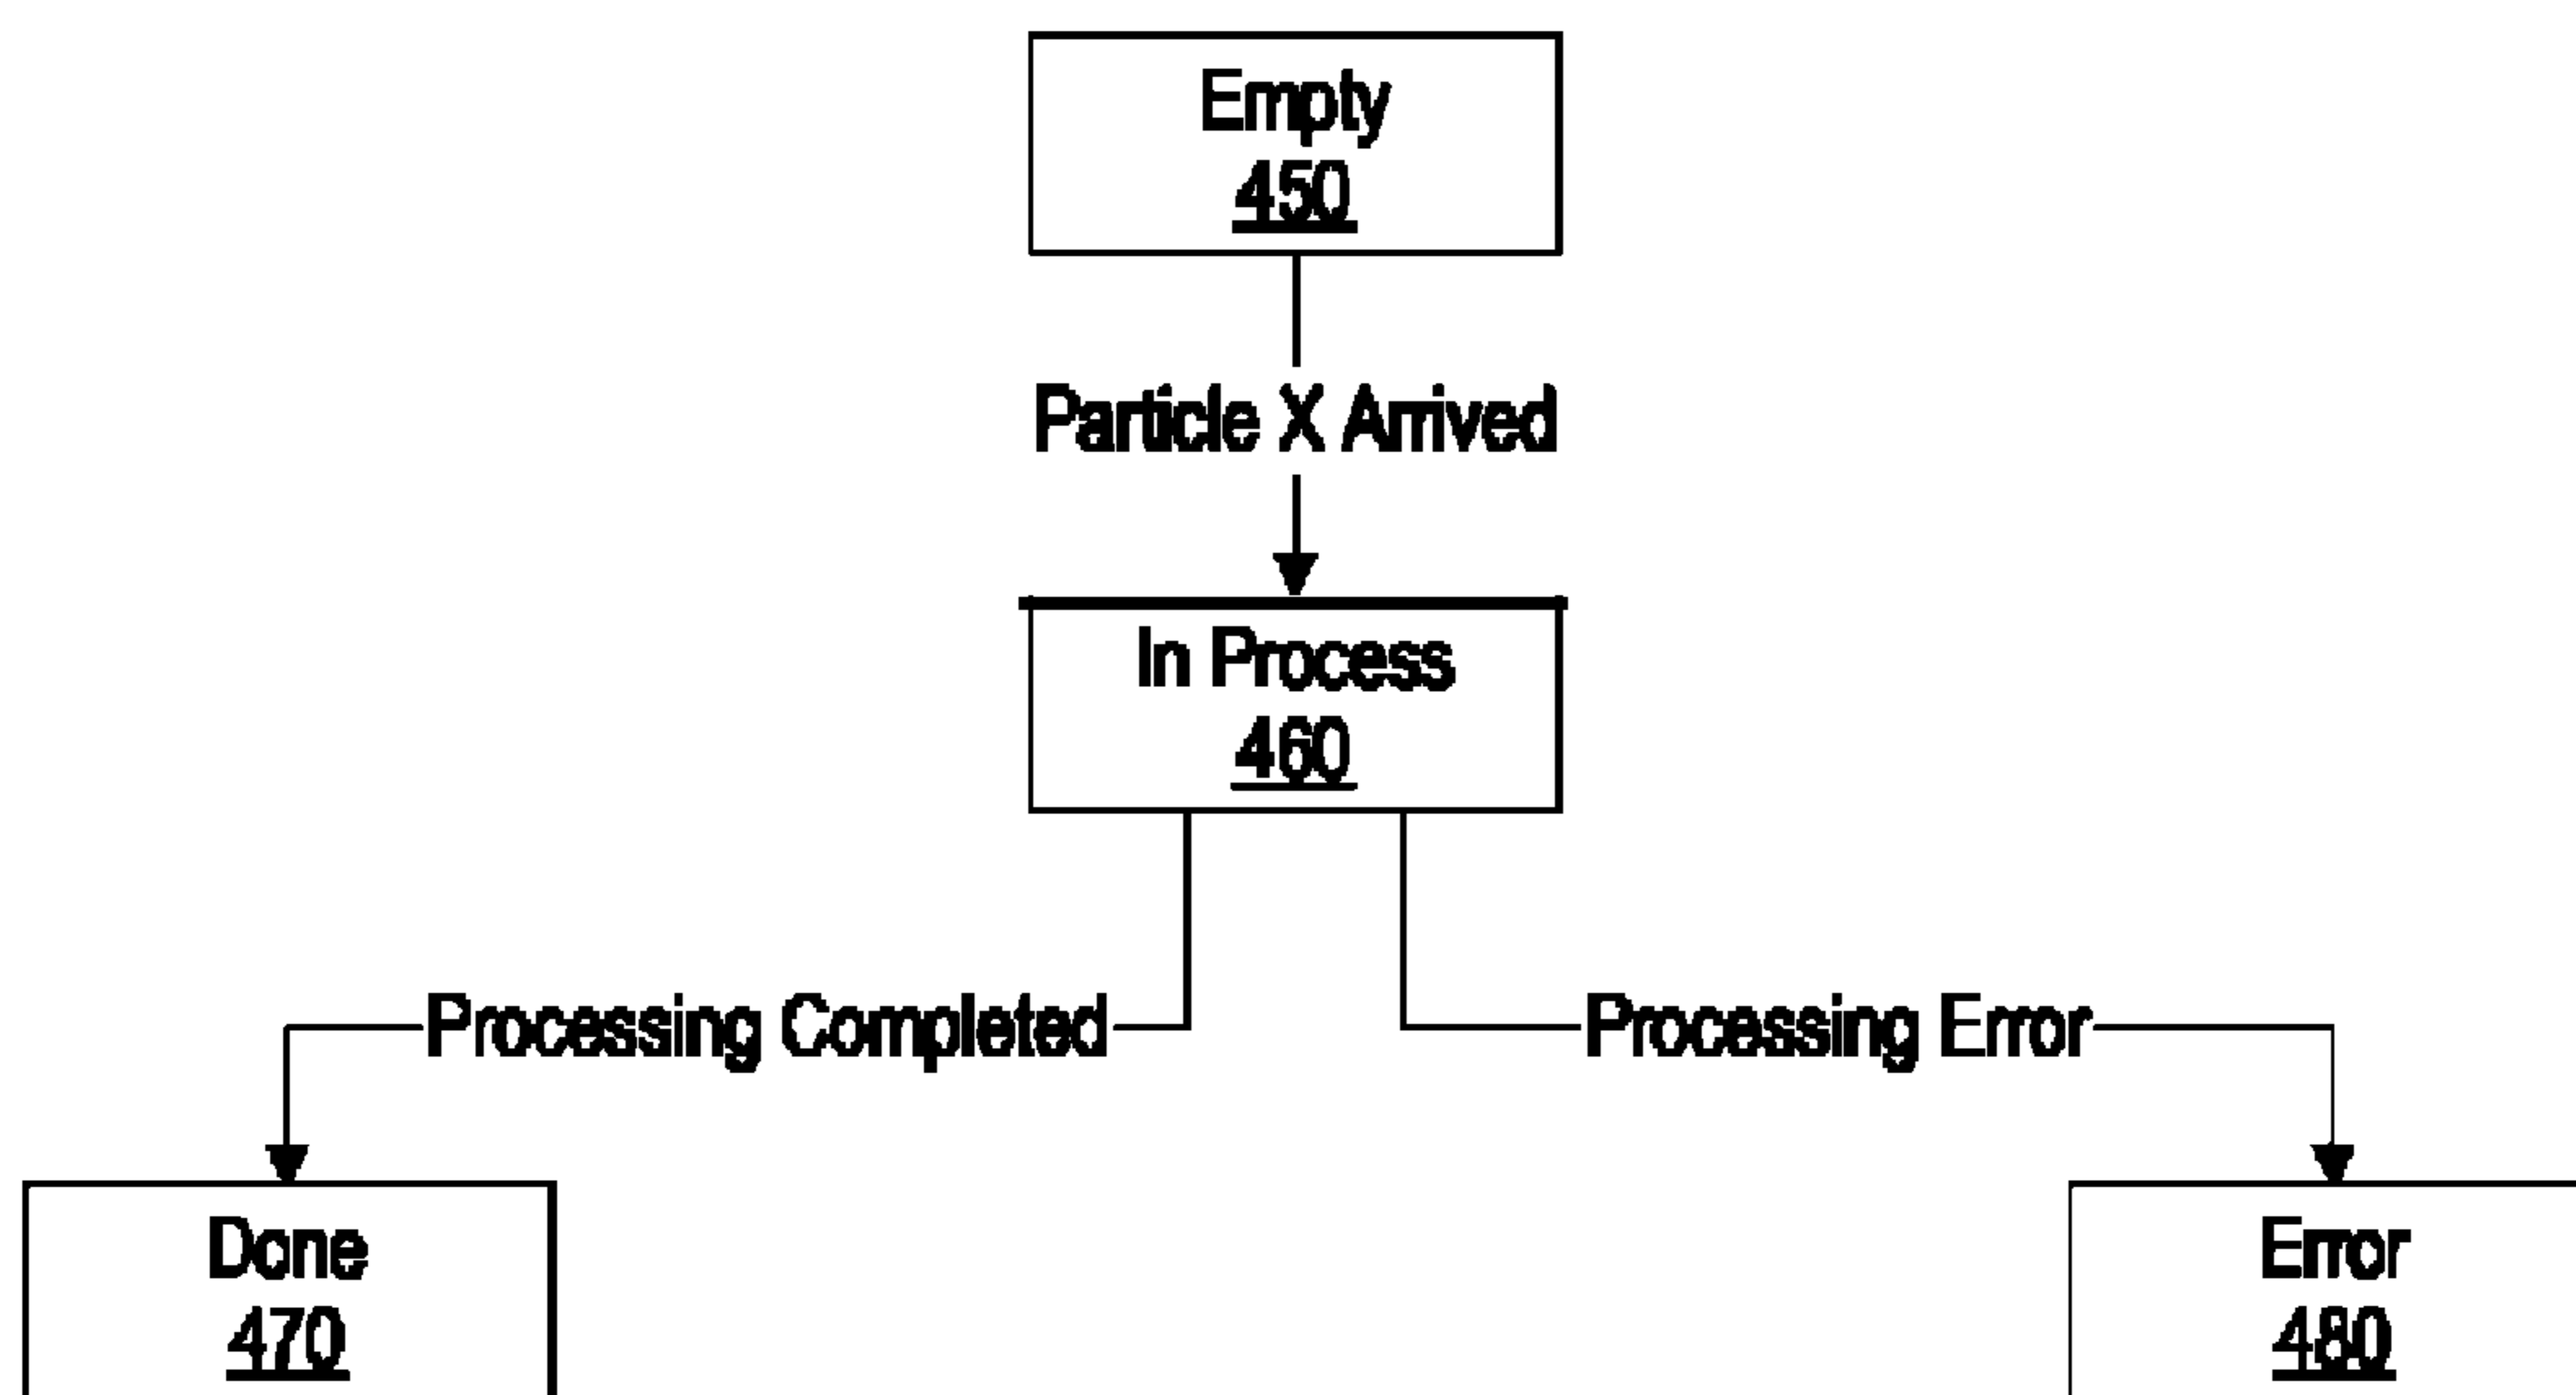 Empty
450
Particle X Arrived
In Process
460
Processing Completed
Processing Error
Done
470
Error
480